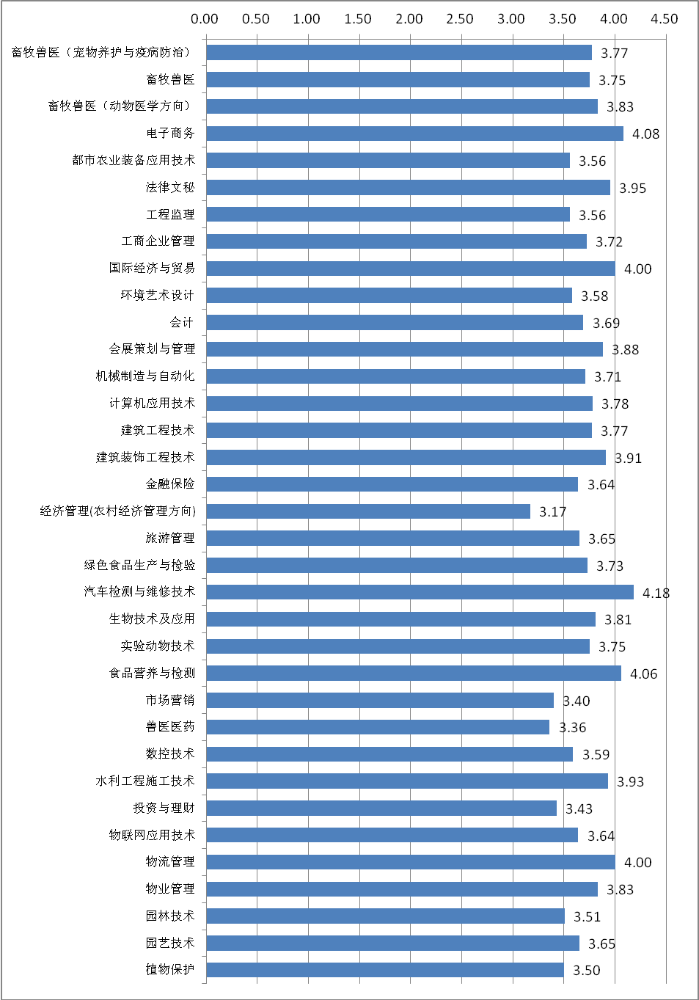 0.00 0.50 1.00 1.50 2.00 2.50 3.00 3.50 4.00 4.50
畜牧兽医（宠物养护与疫病防治） 3.77
畜牧兽医 3.75
畜牧兽医（动物医学方向） 3.83
电子商务 4.08
都市农业装备应用技术 3.56
法律文秘 3.95
工程监理 3.56
工商企业管理 3.72
国际经济与贸易 4.00
环境艺术设计 3.58
会计 3.69
会展策划与管理 3.88
机械制造与自动化 3.71
计算机应用技术 3.78
建筑工程技术 3.77
建筑装饰工程技术 3.91
金融保险 3.64
经济管理(农村经济管理方向) 3.17
旅游管理 3.65
绿色食品生产与检验 3.73
汽车检测与维修技术 4.18
生物技术及应用 3.81
实验动物技术 3.75
食品营养与检测 4.06
市场营销 3.40
兽医医药 3.36
数控技术 3.59
水利工程施工技术 3.93
投资与理财 3.43
物联网应用技术 3.64
物流管理 4.00
物业管理 3.83
园林技术 3.51
园艺技术 3.65
植物保护 3.50